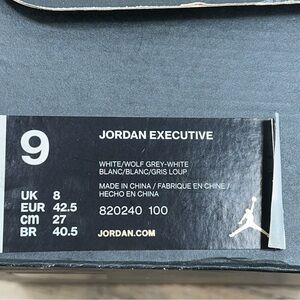 9
JORDAN EXECUTIVE
WHITE/WOLF GREY-WHITE
BLANC/BLANC/GRIS LOUP
MADE IN CHINA / FABRIQUE EN CHINE /
HECHO EN CHINA
820240 100
JORDAN.COM
UK 8
EUR 42.5
cm 27
BR 40.5